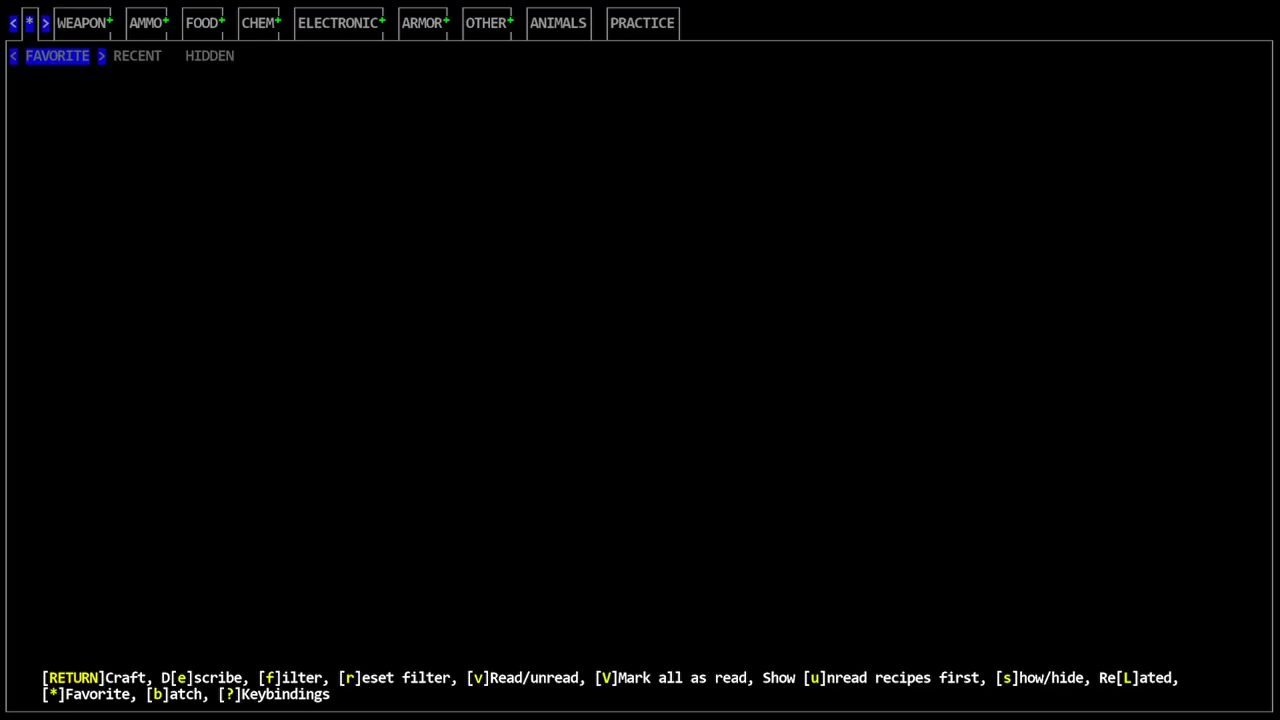 < * > WEAPON+ AMMO+ FOOD+ CHEM+ ELECTRONIC+ ARMOR+ OTHER+ ANIMALS PRACTICE
< FAVORITE > RECENT HIDDEN
[RETURN]Craft, D[e]scribe, [f]ilter, [r]eset filter, [v]Read/unread, [V]Mark all as read, Show [u]nread recipes first, [s]how/hide, Re[L]ated,
[*]Favorite, [b]atch, [?]Keybindings